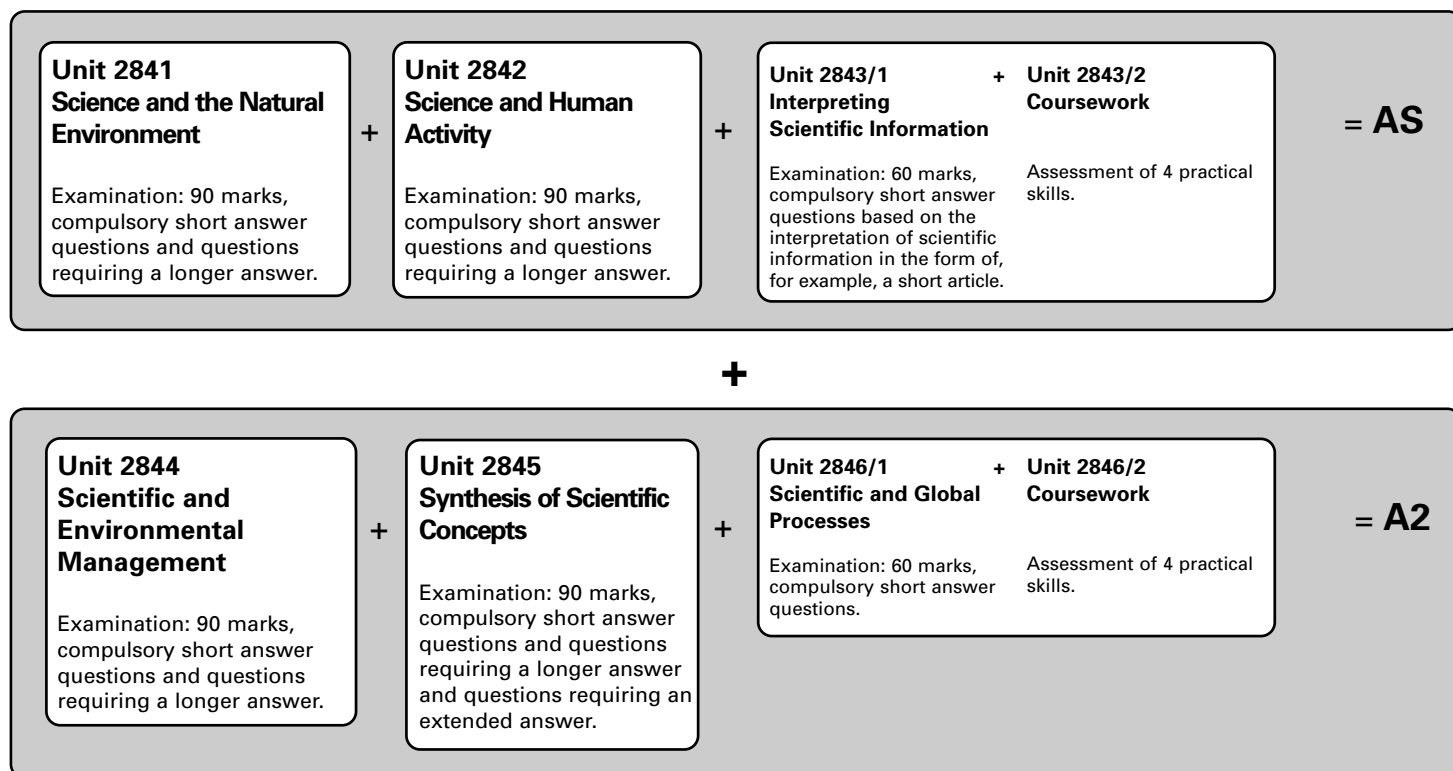 Unit 2841
Science and the Natural
Environment
Examination: 90 marks,
compulsory short answer
questions and questions
requiring a longer answer.
+
Unit 2842
Science and Human
Activity
Examination: 90 marks,
compulsory short answer
questions and questions
requiring a longer answer.
+
Unit 2843/1
Interpreting
Scientific Information
Examination: 60 marks,
compulsory short answer
questions based on the
interpretation of scientific
information in the form of,
for example, a short article.
+
Unit 2843/2
Coursework
Assessment of 4 practical
skills.
= AS
+
Unit 2844
Scientific and
Environmental
Management
Examination: 90 marks,
compulsory short answer
questions and questions
requiring a longer answer.
+
Unit 2845
Synthesis of Scientific
Concepts
Examination: 90 marks,
compulsory short answer
questions and questions
requiring a longer answer
and questions requiring an
extended answer.
+
Unit 2846/1
Scientific and Global
Processes
Examination: 60 marks,
compulsory short answer
questions.
+
Unit 2846/2
Coursework
Assessment of 4 practical
skills.
= A2